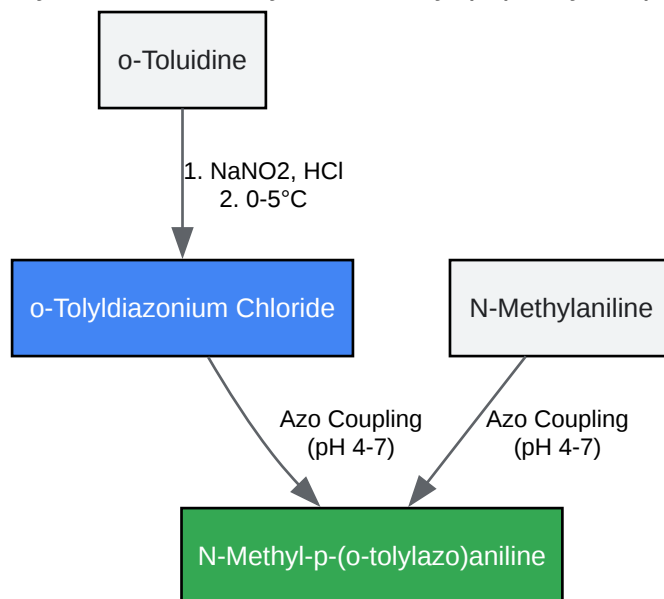 o-Toluidine
1. NaNO2, HCl
2. 0-5°C
o-Tolyldiazonium Chloride
N-Methylaniline
Azo Coupling
(pH 4-7)
Azo Coupling
(pH 4-7)
N-Methyl-p-(o-tolylazo)aniline